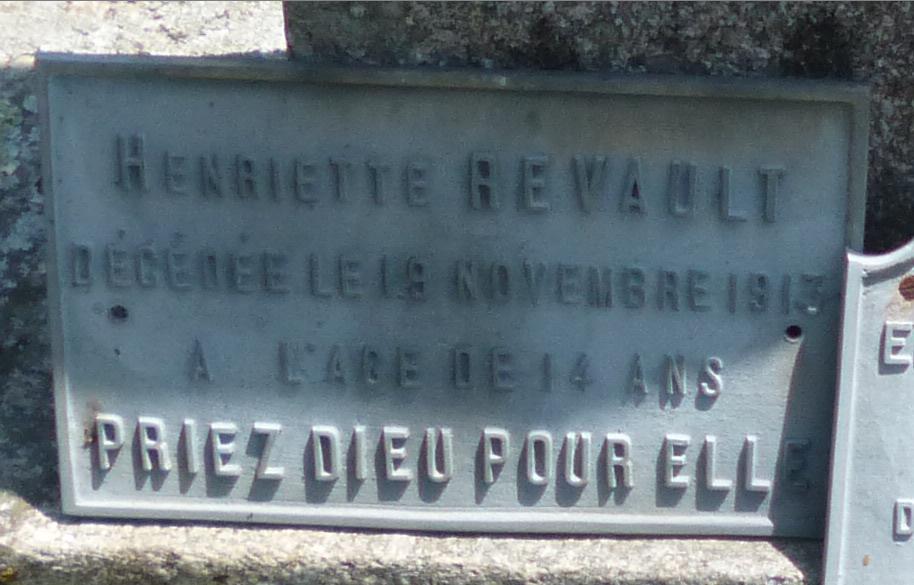 HENRIETTE REVAULT
DÉCÉDÉE LE 19 NOVEMBRE 1913
A L'AGE DE 14 ANS
PRIEZ DIEU POUR ELLE
E
D